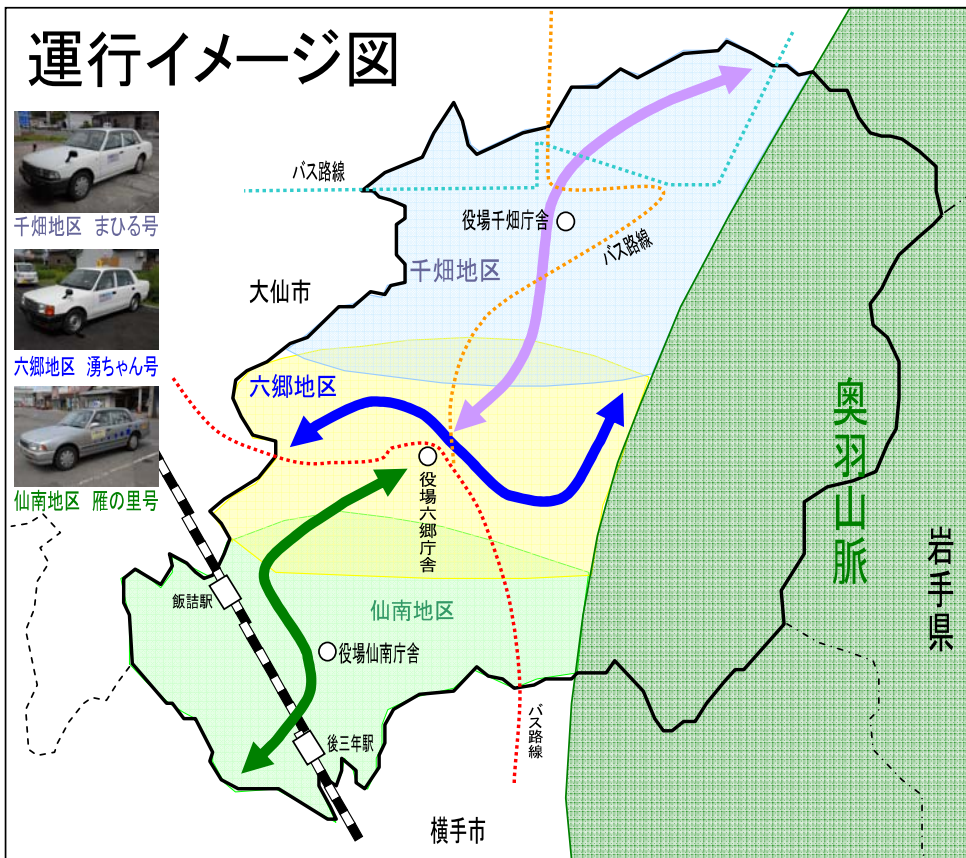 運行イメージ図
千畑地区 まひる号
六郷地区 湧ちゃん号
仙南地区 雁の里号
バス路線
役場千畑庁舎
バス路線
千畑地区
大仙市
六郷地区
役場六郷庁舎
奥羽山脈
岩手県
飯詰駅
仙南地区
役場仙南庁舎
バス路線
後三年駅
横手市